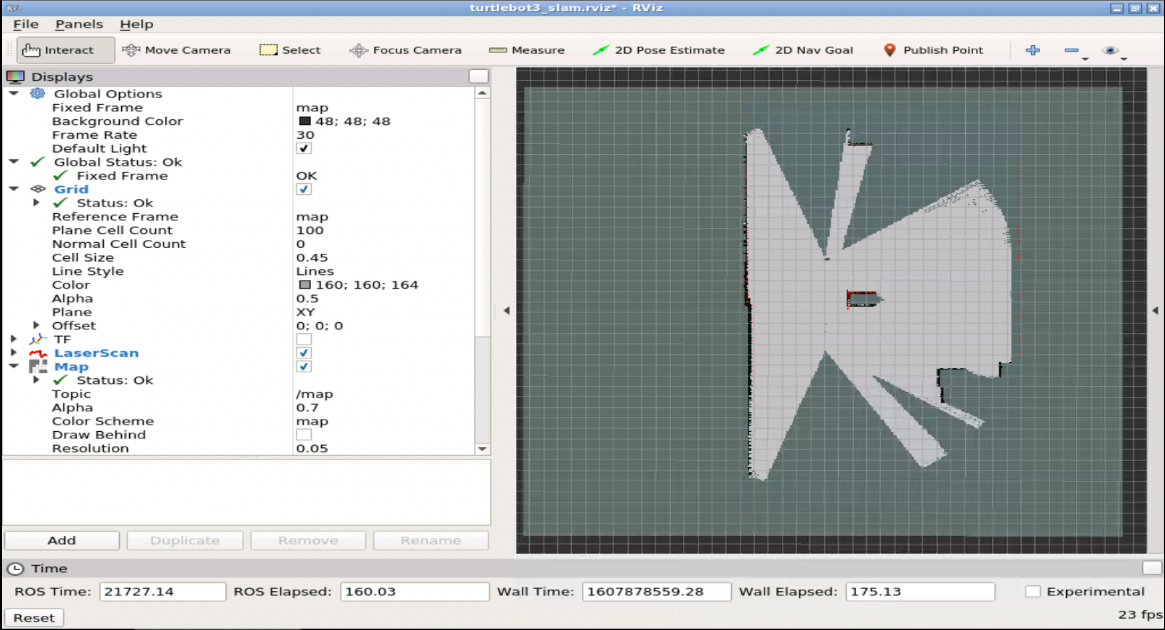 turtlebot3_slam.rviz* - RViz
File Panels Help
Interact Move Camera Select Focus Camera Measure 2D Pose Estimate 2D Nav Goal Publish Point
Displays
Global Options
Fixed Frame map
Background Color 48; 48; 48
Frame Rate 30
Default Light ✔
Global Status: Ok
Fixed Frame OK
Grid ✔
Status: Ok
Reference Frame map
Plane Cell Count 100
Normal Cell Count 0
Cell Size 0.45
Line Style Lines
Color 160; 160; 164
Alpha 0.5
Plane XY
Offset 0; 0; 0
TF
LaserScan ✔
Map ✔
Status: Ok
Topic /map
Alpha 0.7
Color Scheme map
Draw Behind
Resolution 0.05
Add Duplicate Remove Rename
Time
ROS Time: 21727.14 ROS Elapsed: 160.03 Wall Time: 1607878559.28 Wall Elapsed: 175.13 Experimental
Reset 23 fps